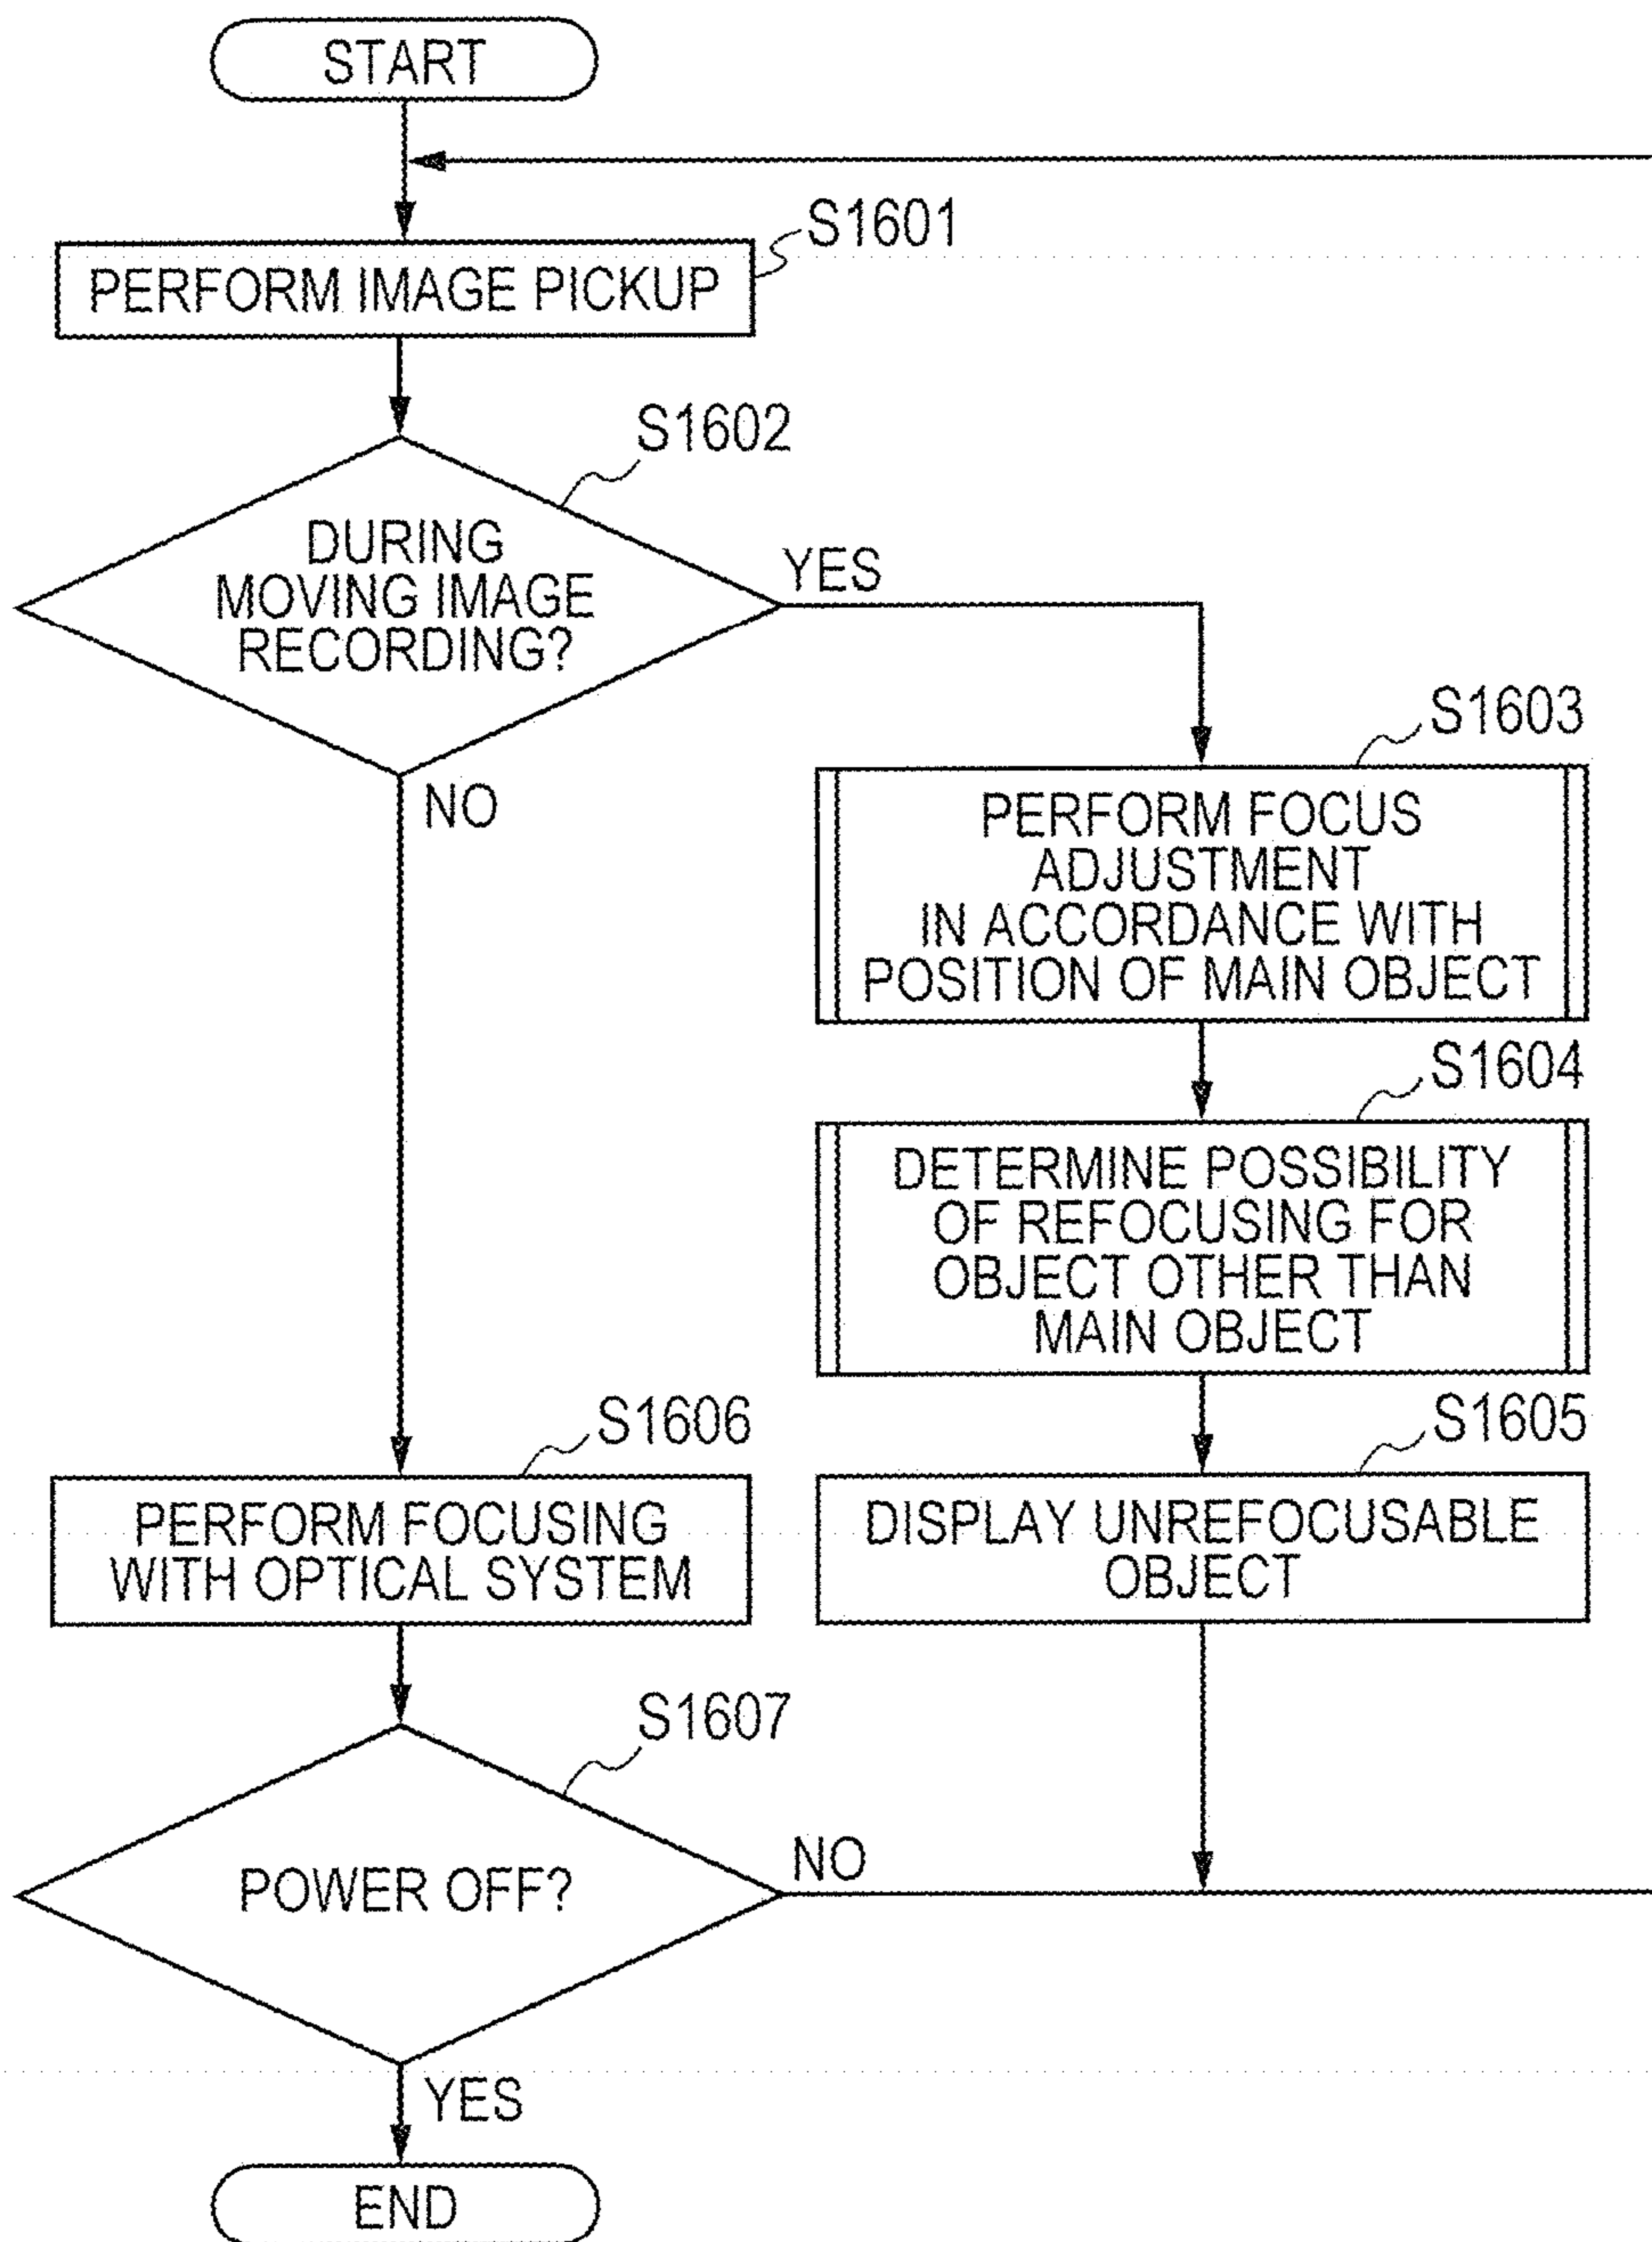 START
S1601
PERFORM IMAGE PICKUP
S1602
DURING
MOVING IMAGE
RECORDING?
YES
NO
S1603
PERFORM FOCUS
ADJUSTMENT
IN ACCORDANCE WITH
POSITION OF MAIN OBJECT
S1604
DETERMINE POSSIBILITY
OF REFOCUSING FOR
OBJECT OTHER THAN
MAIN OBJECT
S1606
PERFORM FOCUSING
WITH OPTICAL SYSTEM
S1605
DISPLAY UNREFOCUSABLE
OBJECT
S1607
POWER OFF?
NO
YES
END